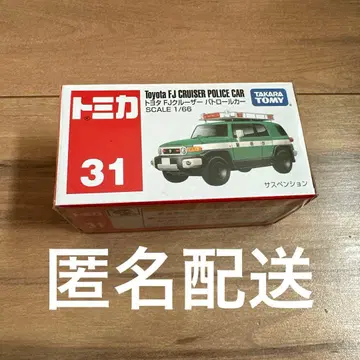 Toyota FJ CRUISER POLICE CAR
トヨタ FJクルーザー パトロールカー
SCALE 1/66
TAKARA TOMY
トミカ
31
サスペンション
匿名配送